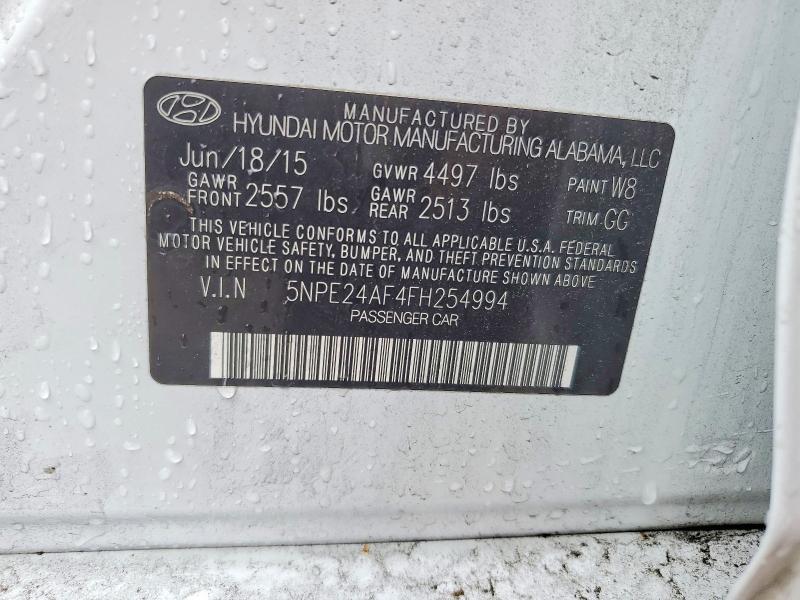 MANUFACTURED BY
HYUNDAI MOTOR MANUFACTURING ALABAMA, LLC
Jun/18/15 GVWR 4497 lbs PAINT W8
GAWR FRONT 2557 lbs GAWR REAR 2513 lbs TRIM GG
THIS VEHICLE CONFORMS TO ALL APPLICABLE U.S.A. FEDERAL
MOTOR VEHICLE SAFETY, BUMPER, AND THEFT PREVENTION STANDARDS
IN EFFECT ON THE DATE OF MANUFACTURE SHOWN ABOVE
V.I.N 5NPE24AF4FH254994
PASSENGER CAR